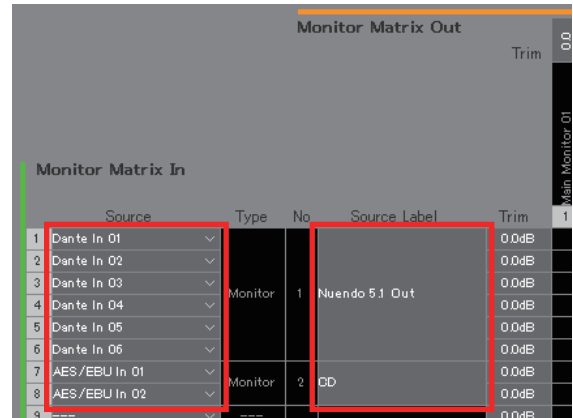 Monitor Matrix Out
Trim
0.0
Main Monitor 01
Monitor Matrix In
Source Type No Source Label Trim 1
1 Dante In 01 0.0dB
2 Dante In 02 0.0dB
3 Dante In 03 0.0dB
Monitor 1 Nuendo 5.1 Out
4 Dante In 04 0.0dB
5 Dante In 05 0.0dB
6 Dante In 06 0.0dB
7 AES/EBU In 01 0.0dB
Monitor 2 CD
8 AES/EBU In 02 0.0dB
9 --- --- 0.0dB